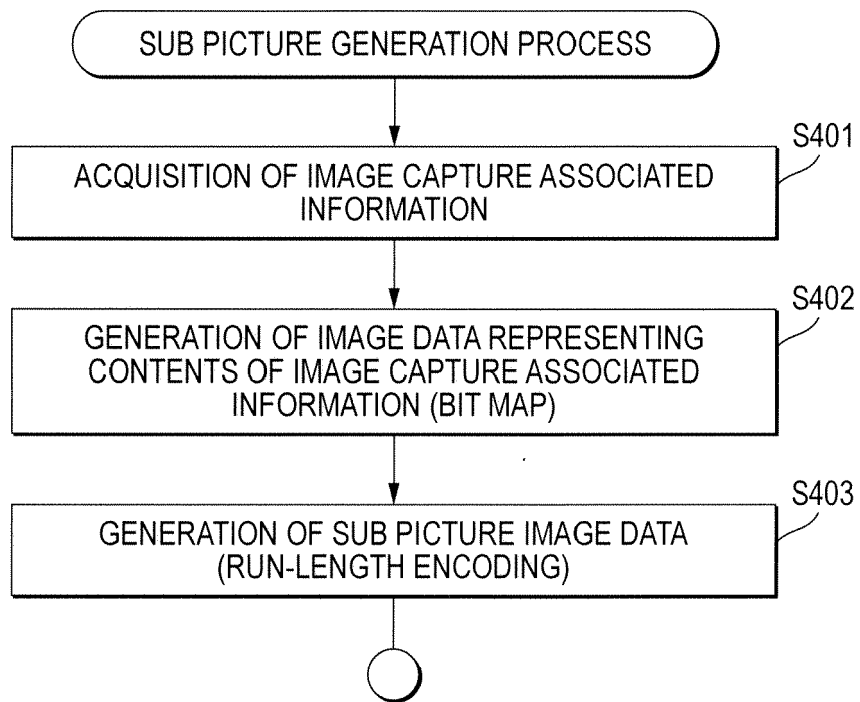 SUB PICTURE GENERATION PROCESS
S401
ACQUISITION OF IMAGE CAPTURE ASSOCIATED
INFORMATION
S402
GENERATION OF IMAGE DATA REPRESENTING
CONTENTS OF IMAGE CAPTURE ASSOCIATED
INFORMATION (BIT MAP)
S403
GENERATION OF SUB PICTURE IMAGE DATA
(RUN-LENGTH ENCODING)